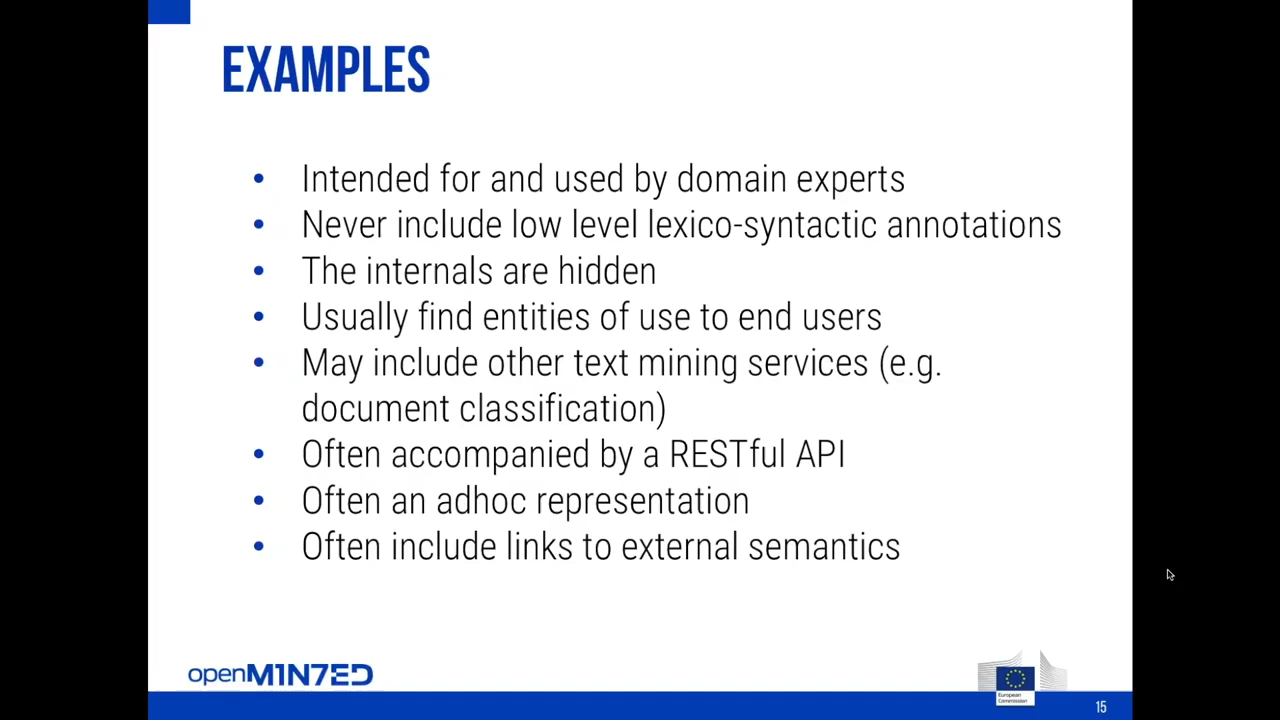 EXAMPLES
• Intended for and used by domain experts
• Never include low level lexico-syntactic annotations
• The internals are hidden
• Usually find entities of use to end users
• May include other text mining services (e.g.
document classification)
• Often accompanied by a RESTful API
• Often an adhoc representation
• Often include links to external semantics
openM1N7ED
European
Commission
15